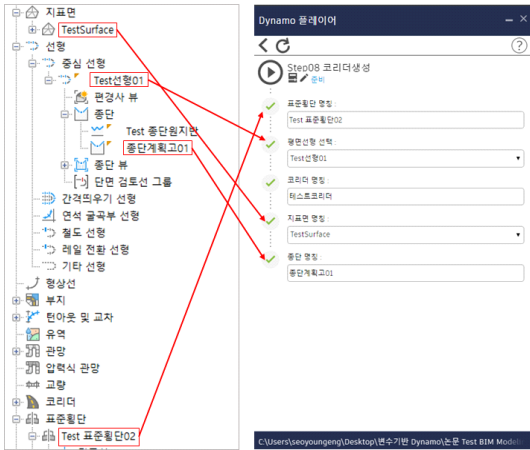 지표면
TestSurface
선형
중심 선형
Test선형01
편경사 뷰
종단
Test 종단원지반
종단계획고01
종단 뷰
단면 검토선 그룹
간격띄우기 선형
연석 굴곡부 선형
철도 선형
레일 전환 선형
기타 선형
형상선
부지
턴아웃 및 교차
유역
관망
압력식 관망
교량
코리더
표준횡단
Test 표준횡단02
Dynamo 플레이어
Step08 코리더생성
준비
표준횡단 명칭 :
Test 표준횡단02
평면선형 선택 :
Test선형01
코리더 명칭 :
테스트코리더
지표면 명칭 :
TestSurface
종단 명칭 :
종단계획고01
C:\Users\seoyoungeng\Desktop\변수기반 Dynamo\논문 Test BIM Model